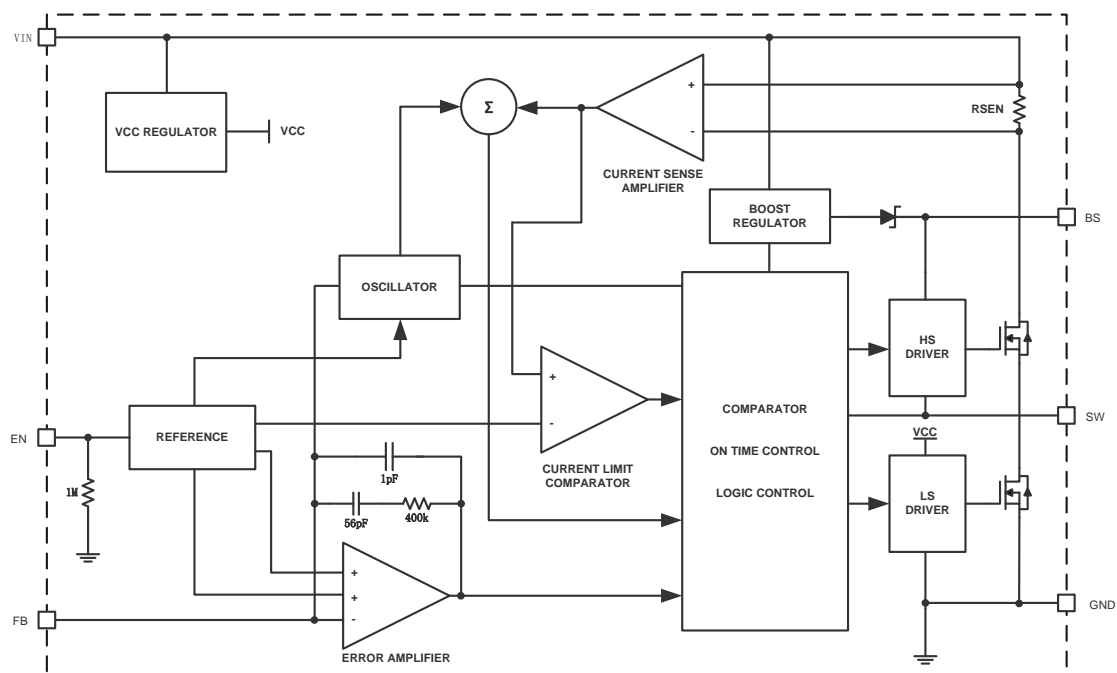 VIN
VCC REGULATOR
VCC
Σ
+
-
CURRENT SENSE
AMPLIFIER
RSEN
BOOST
REGULATOR
BS
OSCILLATOR
HS
DRIVER
+
-
CURRENT LIMIT
COMPARATOR
COMPARATOR
ON TIME CONTROL
LOGIC CONTROL
SW
EN
REFERENCE
1M
1pF
56pF
400k
VCC
LS
DRIVER
+
+
-
ERROR AMPLIFIER
FB
GND